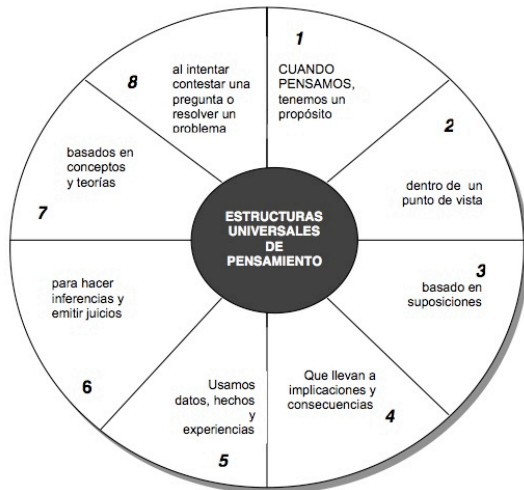 1
CUANDO
PENSAMOS,
tenemos un
propósito
2
dentro de un
punto de vista
3
basado en
suposiciones
Que llevan a
implicaciones y
consecuencias
4
Usamos
datos, hechos
y
experiencias
5
para hacer
inferencias y
emitir juicios
6
basados en
conceptos
y teorías
7
8
al intentar
contestar una
pregunta o
resolver un
problema
ESTRUCTURAS
UNIVERSALES
DE
PENSAMIENTO